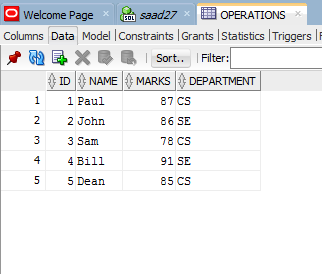 Welcome Page saad27 OPERATIONS
Columns Data Model Constraints Grants Statistics Triggers
Sort.. Filter:
ID NAME MARKS DEPARTMENT
1 1 Paul 87 CS
2 2 John 86 SE
3 3 Sam 78 CS
4 4 Bill 91 SE
5 5 Dean 85 CS